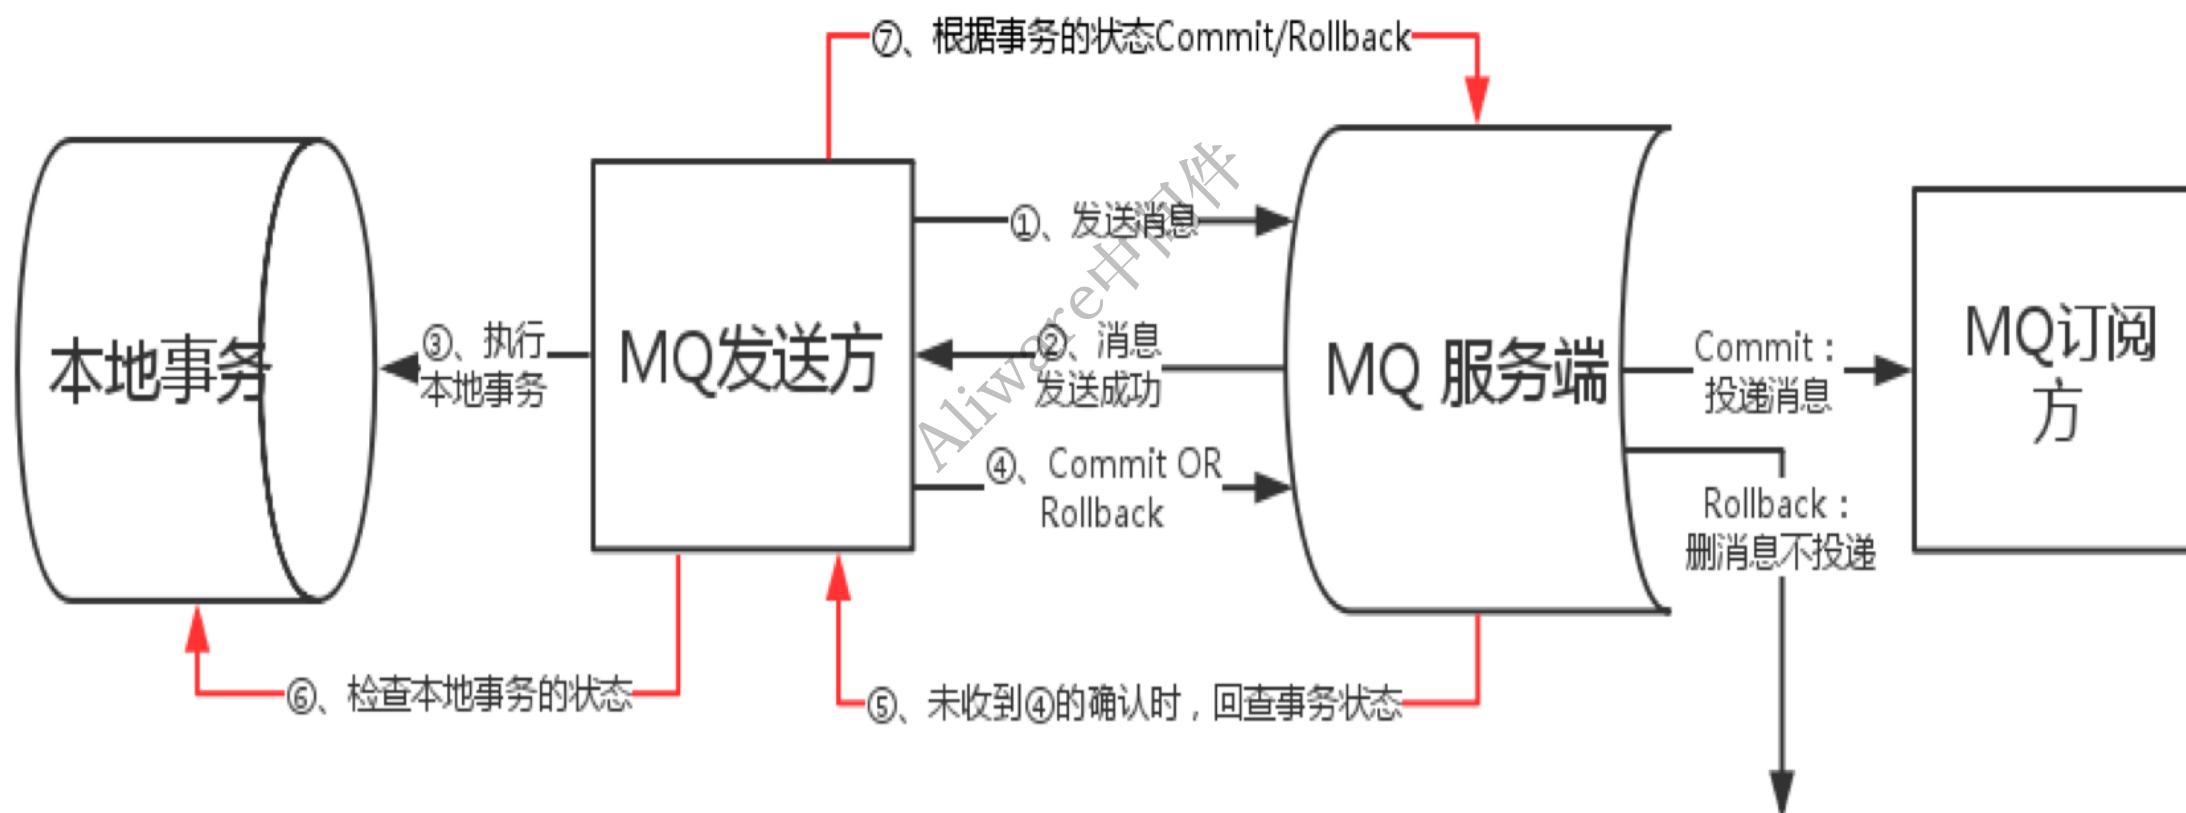 ⑦、根据事务的状态Commit/Rollback
①、发送消息
本地事务
③、执行
本地事务
MQ发送方
②、消息
发送成功
MQ 服务端
Commit：
投递消息
MQ订阅
方
④、Commit OR
Rollback
Rollback：
删消息不投递
⑥、检查本地事务的状态
⑤、未收到④的确认时，回查事务状态
Aliware中间件